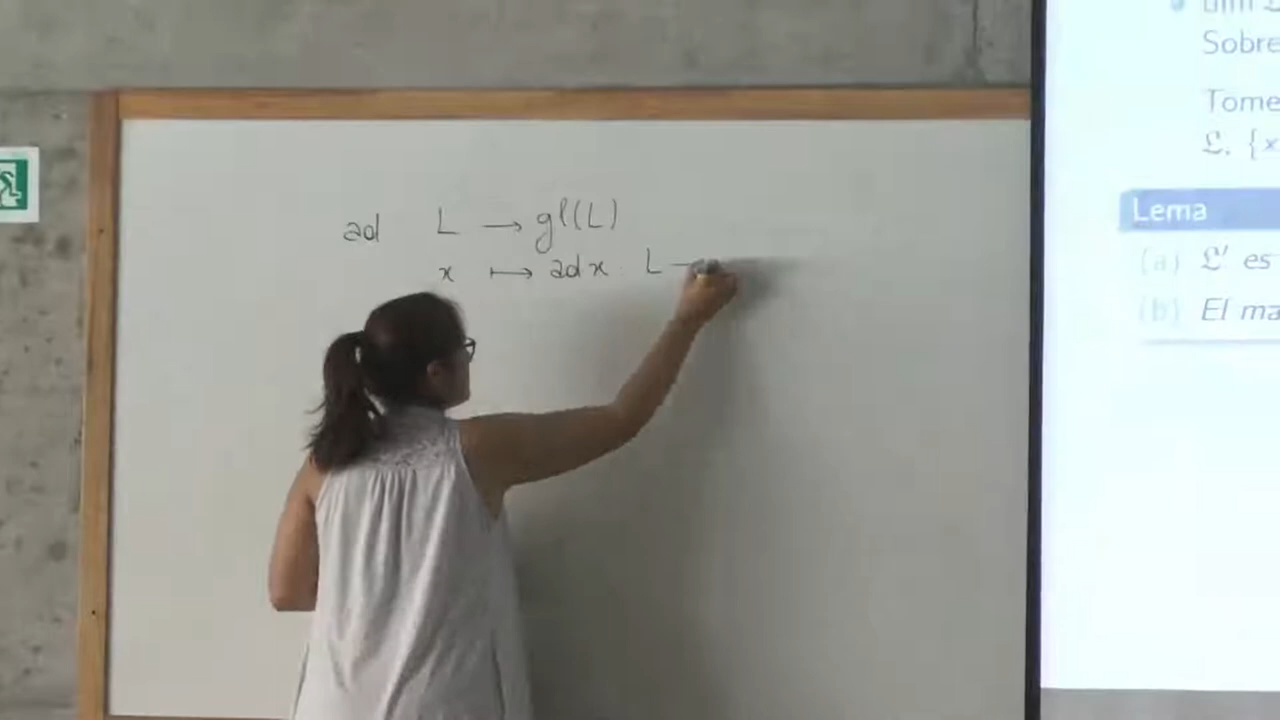 ad L → gl(L)
x ↦ ad x : L –
Sobre
Tome
𝔏. {x
Lema
(a) 𝔏' es
(b) El ma